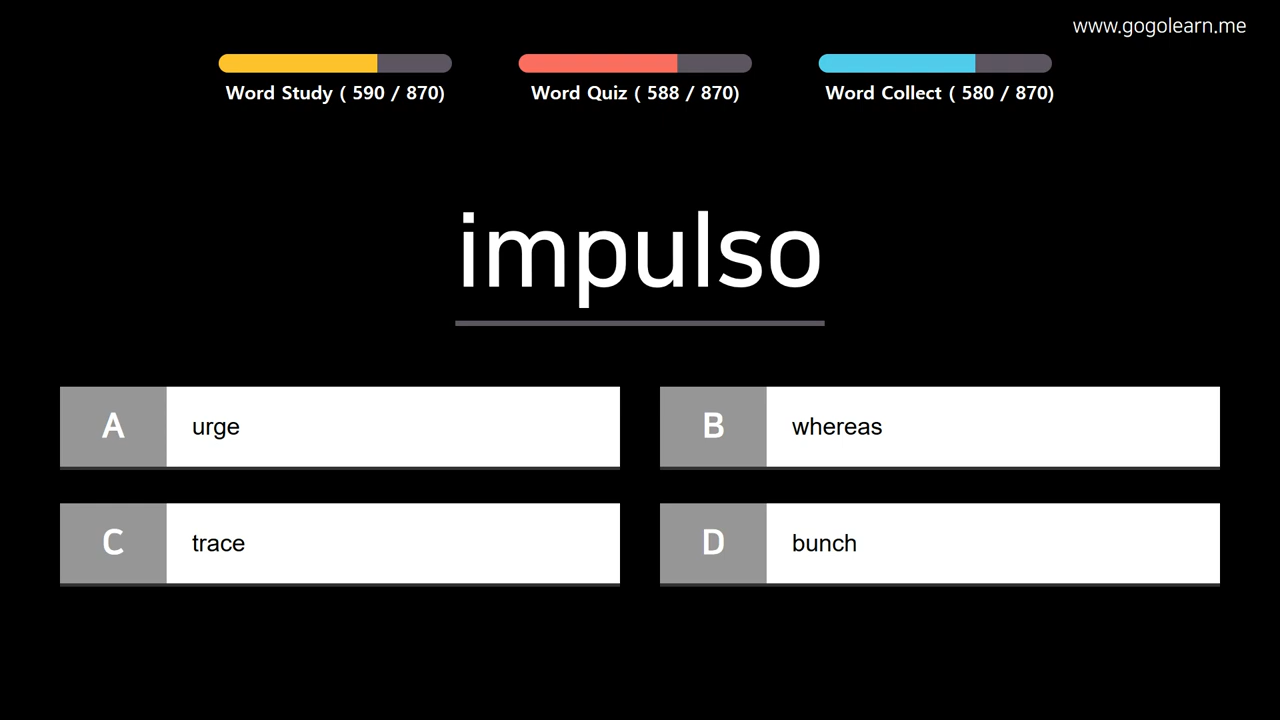 www.gogolearn.me
Word Study ( 590 / 870)
Word Quiz ( 588 / 870)
Word Collect ( 580 / 870)
impulso
A urge
B whereas
C trace
D bunch